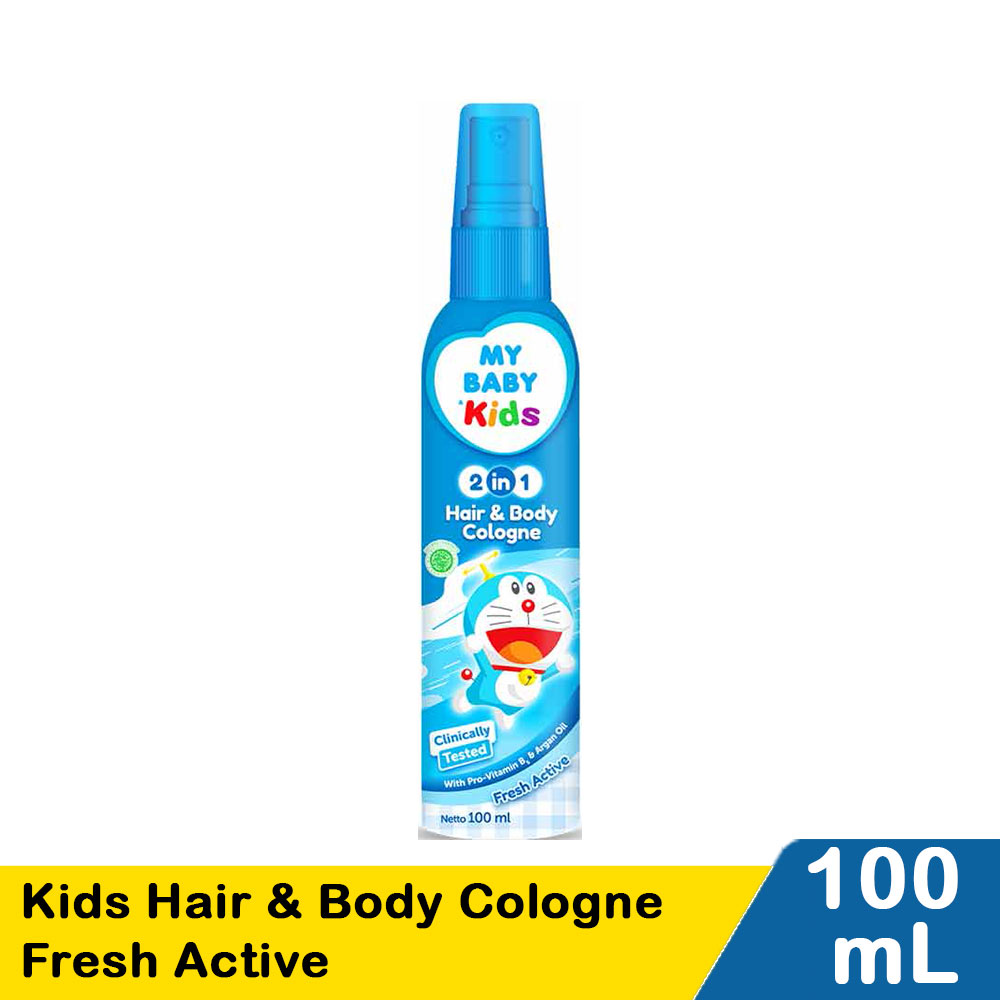 MY
BABY
Kids
2 in 1
Hair & Body
Cologne
Clinically
Tested
With Pro-Vitamin B₅ & Argan Oil
Fresh Active
Netto 100 ml
Kids Hair & Body Cologne
Fresh Active
100
mL